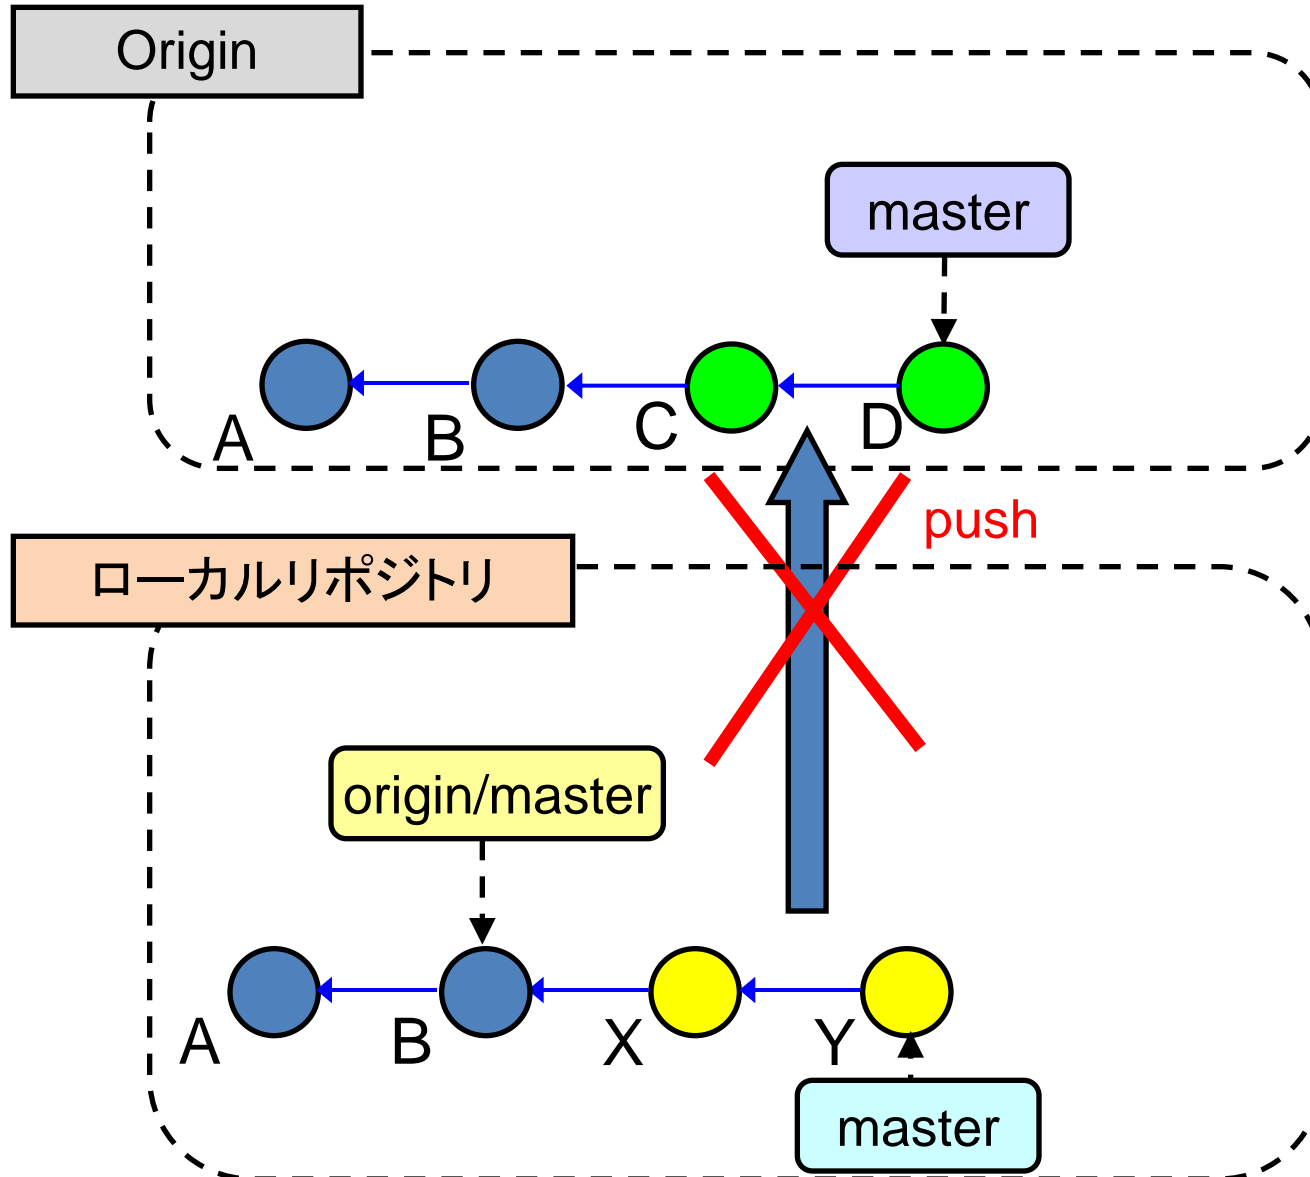 Origin
master
A
B
C
D
push
ローカルリポジトリ
origin/master
A
B
X
Y
master